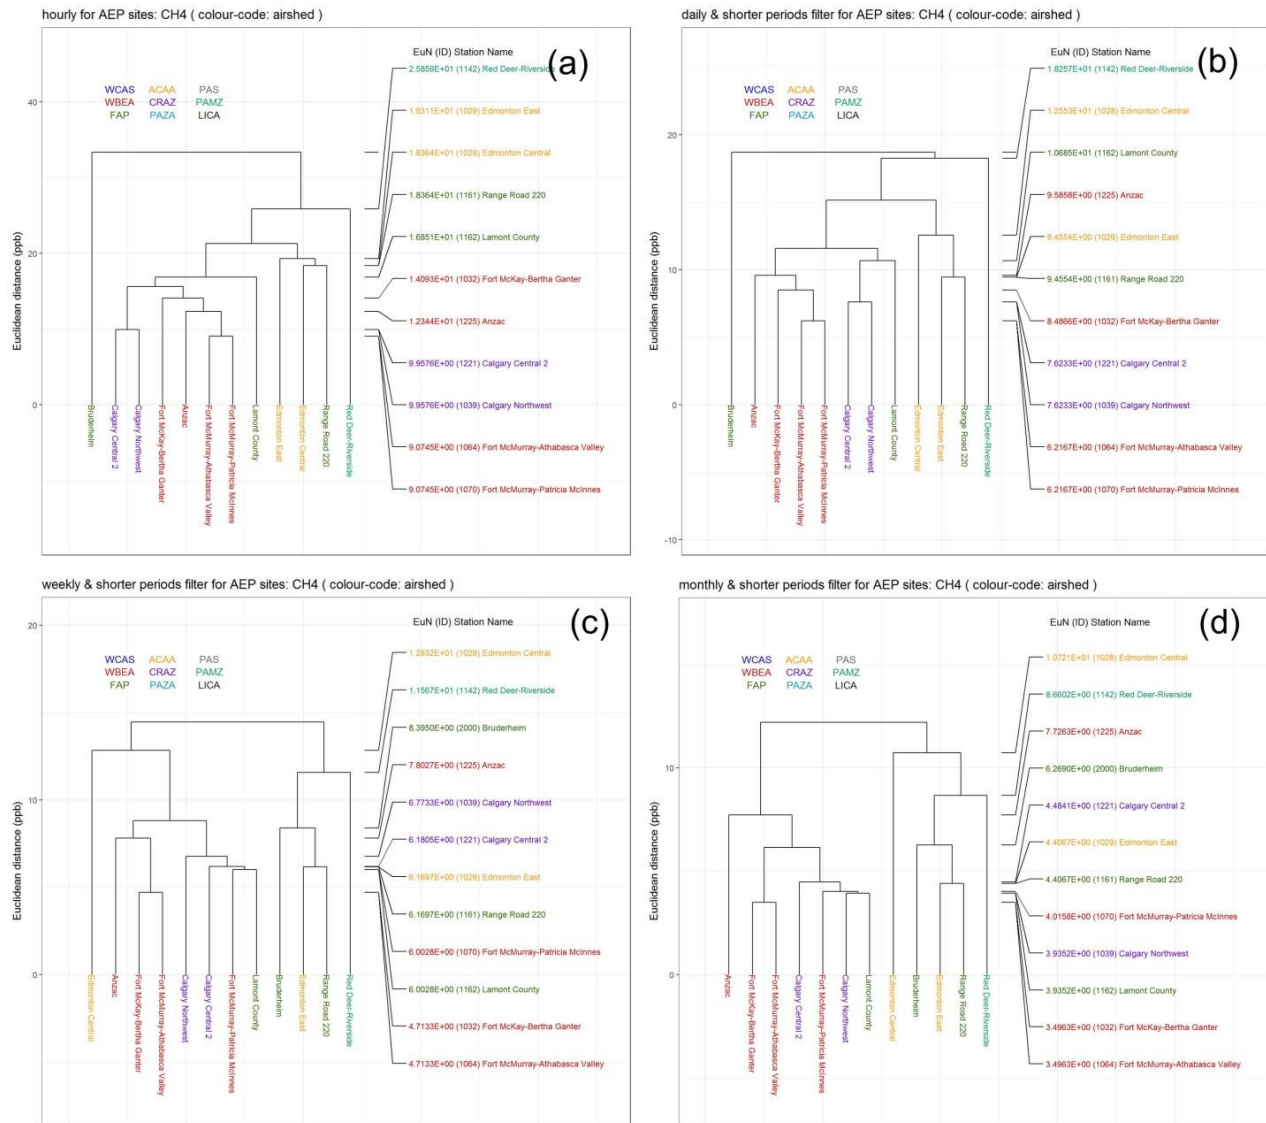 hourly for AEP sites: CH4 ( colour-code: airshed )
(a)
EuN (ID) Station Name
WCAS ACAA PAS
WBEA CRAZ PAMZ
FAP PAZA LICA
Euclidean distance (ppb)
40
20
0
2.5859E+01 (1142) Red Deer-Riverside
1.9311E+01 (1029) Edmonton East
1.8364E+01 (1028) Edmonton Central
1.8364E+01 (1161) Range Road 220
1.6851E+01 (1162) Lamont County
1.4093E+01 (1032) Fort McKay-Bertha Ganter
1.2344E+01 (1225) Anzac
9.9576E+00 (1221) Calgary Central 2
9.9576E+00 (1039) Calgary Northwest
9.0745E+00 (1064) Fort McMurray-Athabasca Valley
9.0745E+00 (1070) Fort McMurray-Patricia McInnes
Bruderheim
Calgary Central 2
Calgary Northwest
Fort McKay-Bertha Ganter
Anzac
Fort McMurray-Athabasca Valley
Fort McMurray-Patricia McInnes
Lamont County
Edmonton East
Edmonton Central
Range Road 220
Red Deer-Riverside
daily & shorter periods filter for AEP sites: CH4 ( colour-code: airshed )
(b)
EuN (ID) Station Name
WCAS ACAA PAS
WBEA CRAZ PAMZ
FAP PAZA LICA
Euclidean distance (ppb)
20
10
0
-10
1.8257E+01 (1142) Red Deer-Riverside
1.2553E+01 (1028) Edmonton Central
1.0685E+01 (1162) Lamont County
9.5858E+00 (1225) Anzac
9.4554E+00 (1029) Edmonton East
9.4554E+00 (1161) Range Road 220
8.4866E+00 (1032) Fort McKay-Bertha Ganter
7.6233E+00 (1221) Calgary Central 2
7.6233E+00 (1039) Calgary Northwest
6.2167E+00 (1064) Fort McMurray-Athabasca Valley
6.2167E+00 (1070) Fort McMurray-Patricia McInnes
Bruderheim
Anzac
Fort McKay-Bertha Ganter
Fort McMurray-Athabasca Valley
Fort McMurray-Patricia McInnes
Calgary Central 2
Calgary Northwest
Lamont County
Edmonton Central
Edmonton East
Range Road 220
Red Deer-Riverside
weekly & shorter periods filter for AEP sites: CH4 ( colour-code: airshed )
(c)
EuN (ID) Station Name
WCAS ACAA PAS
WBEA CRAZ PAMZ
FAP PAZA LICA
Euclidean distance (ppb)
20
10
0
1.2832E+01 (1028) Edmonton Central
1.1567E+01 (1142) Red Deer-Riverside
8.3950E+00 (2000) Bruderheim
7.8027E+00 (1225) Anzac
6.7733E+00 (1039) Calgary Northwest
6.1805E+00 (1221) Calgary Central 2
6.1697E+00 (1029) Edmonton East
6.1697E+00 (1161) Range Road 220
6.0028E+00 (1070) Fort McMurray-Patricia McInnes
6.0028E+00 (1162) Lamont County
4.7133E+00 (1032) Fort McKay-Bertha Ganter
4.7133E+00 (1064) Fort McMurray-Athabasca Valley
Edmonton Central
Anzac
Fort McKay-Bertha Ganter
Fort McMurray-Athabasca Valley
Calgary Northwest
Calgary Central 2
Fort McMurray-Patricia McInnes
Lamont County
Bruderheim
Edmonton East
Range Road 220
Red Deer-Riverside
monthly & shorter periods filter for AEP sites: CH4 ( colour-code: airshed )
(d)
EuN (ID) Station Name
WCAS ACAA PAS
WBEA CRAZ PAMZ
FAP PAZA LICA
Euclidean distance (ppb)
10
0
1.0721E+01 (1028) Edmonton Central
8.6602E+00 (1142) Red Deer-Riverside
7.7263E+00 (1225) Anzac
6.2690E+00 (2000) Bruderheim
4.4841E+00 (1221) Calgary Central 2
4.4067E+00 (1029) Edmonton East
4.4067E+00 (1161) Range Road 220
4.0158E+00 (1070) Fort McMurray-Patricia McInnes
3.9352E+00 (1039) Calgary Northwest
3.9352E+00 (1162) Lamont County
3.4963E+00 (1032) Fort McKay-Bertha Ganter
3.4963E+00 (1064) Fort McMurray-Athabasca Valley
Anzac
Fort McKay-Bertha Ganter
Fort McMurray-Athabasca Valley
Calgary Central 2
Fort McMurray-Patricia McInnes
Calgary Northwest
Lamont County
Edmonton Central
Bruderheim
Edmonton East
Range Road 220
Red Deer-Riverside